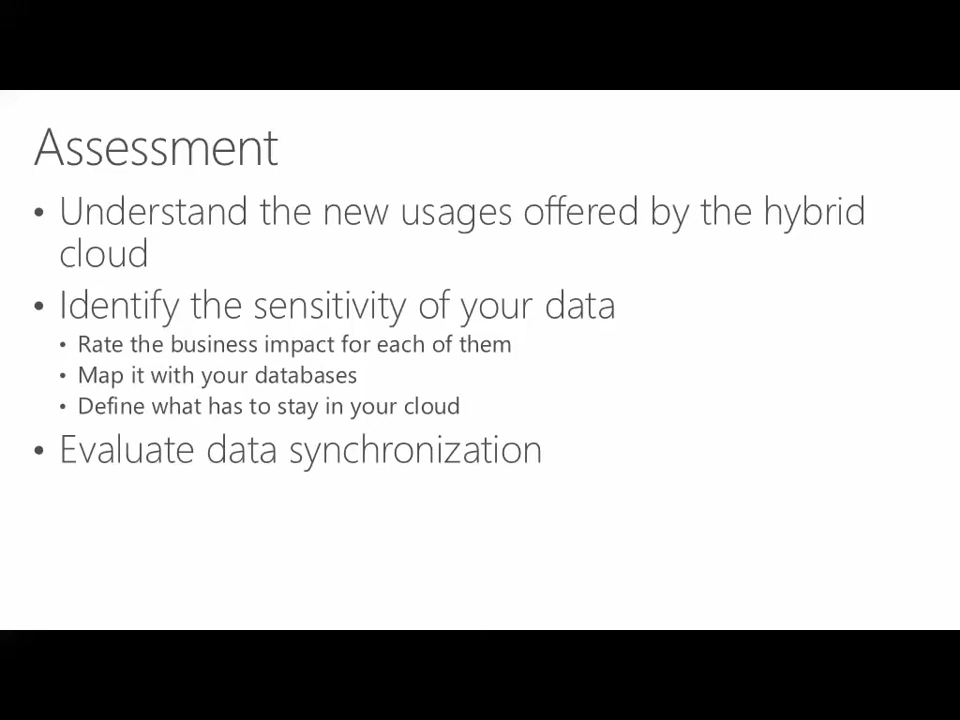 Assessment
• Understand the new usages offered by the hybrid
cloud
• Identify the sensitivity of your data
• Rate the business impact for each of them
• Map it with your databases
• Define what has to stay in your cloud
• Evaluate data synchronization